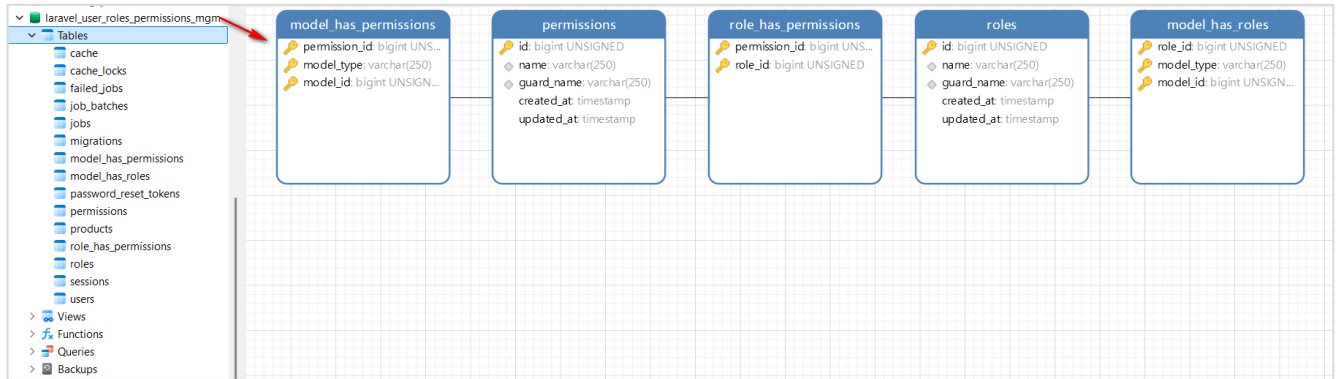 laravel_user_roles_permissions_mgm
Tables
cache
cache_locks
failed_jobs
job_batches
jobs
migrations
model_has_permissions
model_has_roles
password_reset_tokens
permissions
products
role_has_permissions
roles
sessions
users
Views
Functions
Queries
Backups
model_has_permissions
permission_id: bigint UNS...
model_type: varchar(250)
model_id: bigint UNSIGN...
permissions
id: bigint UNSIGNED
name: varchar(250)
guard_name: varchar(250)
created_at: timestamp
updated_at: timestamp
role_has_permissions
permission_id: bigint UNS...
role_id: bigint UNSIGNED
roles
id: bigint UNSIGNED
name: varchar(250)
guard_name: varchar(250)
created_at: timestamp
updated_at: timestamp
model_has_roles
role_id: bigint UNSIGNED
model_type: varchar(250)
model_id: bigint UNSIGN...